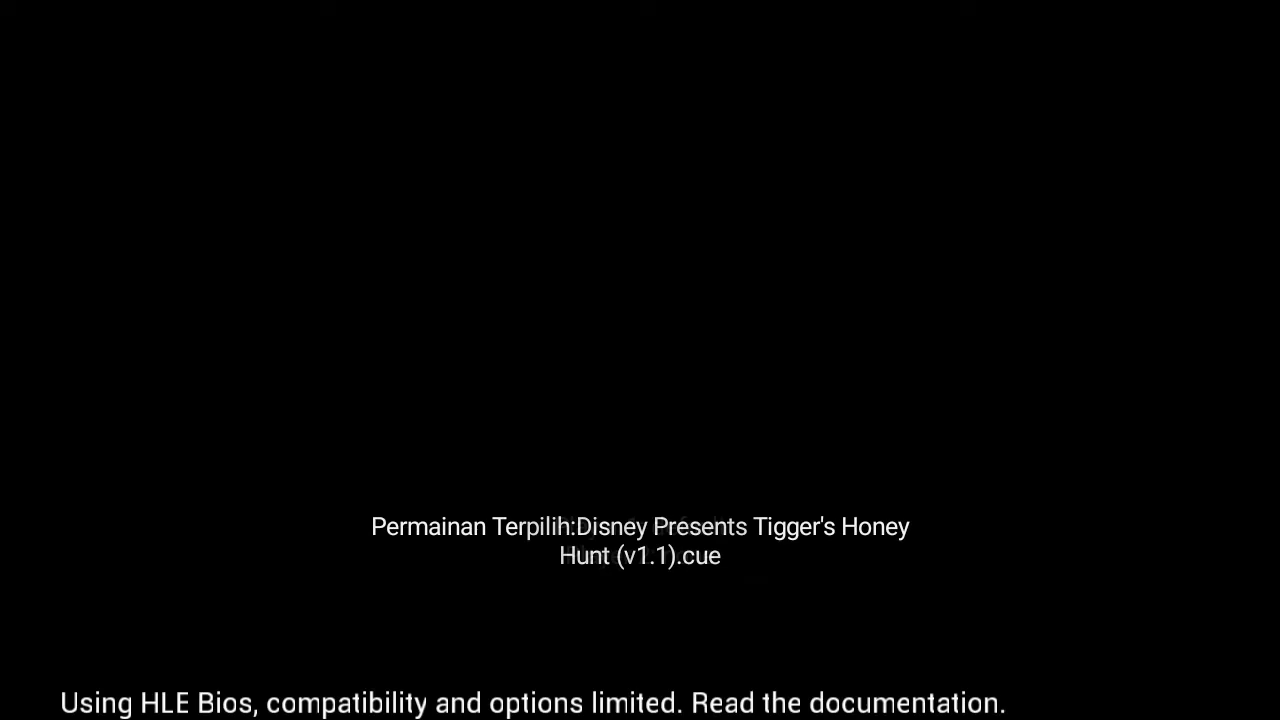 Permainan Terpilih:Disney Presents Tigger's Honey
Hunt (v1.1).cue
Using HLE Bios, compatibility and options limited. Read the documentation.